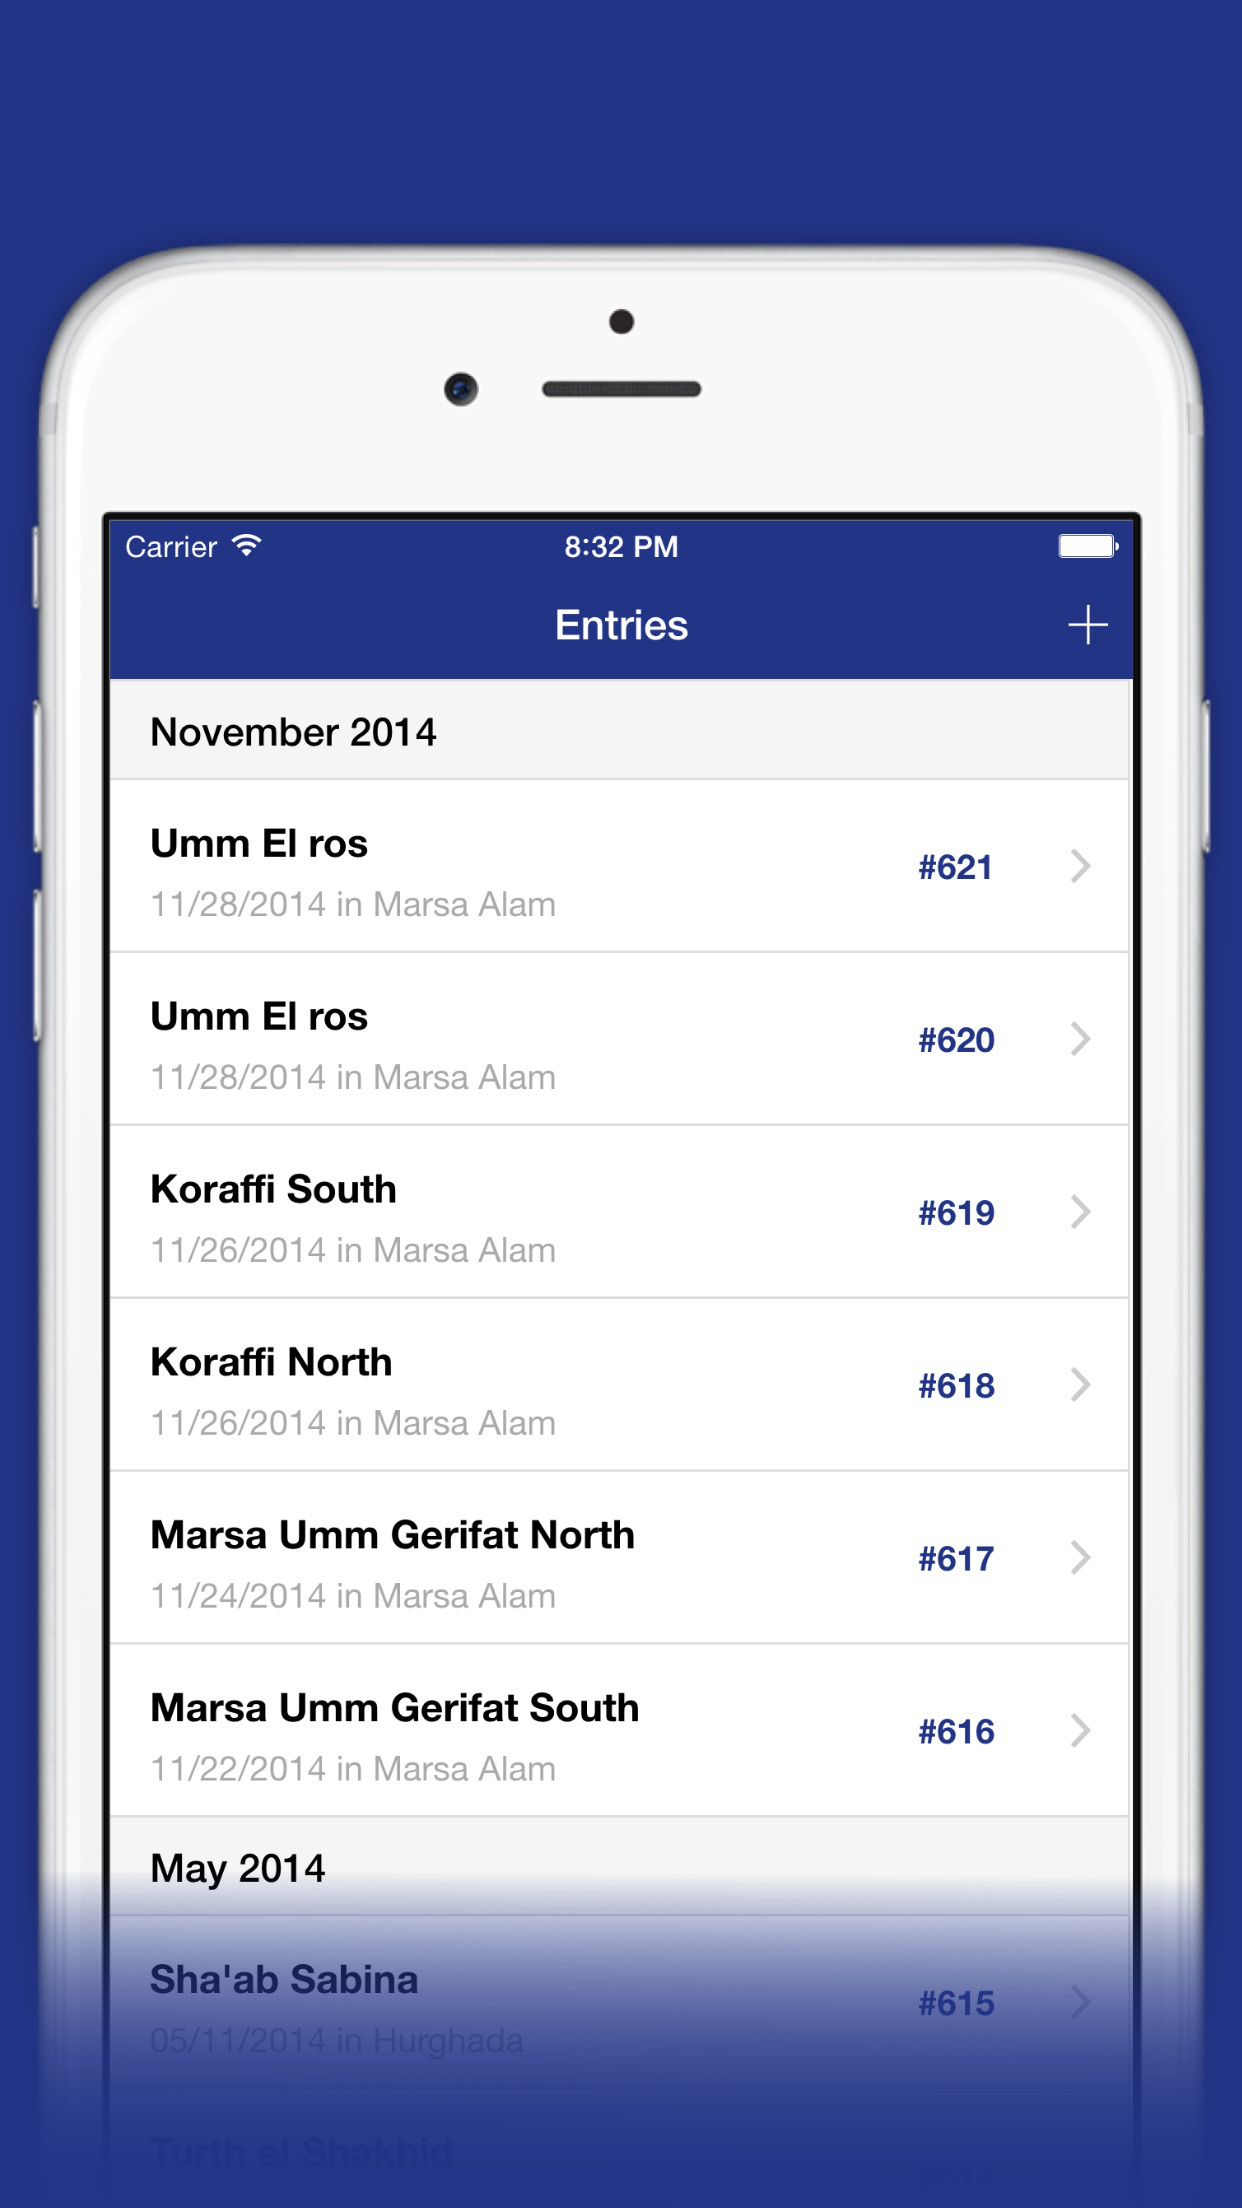 Carrier 8:32 PM
Entries
November 2014
Umm El ros
#621
11/28/2014 in Marsa Alam
Umm El ros
#620
11/28/2014 in Marsa Alam
Koraffi South
#619
11/26/2014 in Marsa Alam
Koraffi North
#618
11/26/2014 in Marsa Alam
Marsa Umm Gerifat North
#617
11/24/2014 in Marsa Alam
Marsa Umm Gerifat South
#616
11/22/2014 in Marsa Alam
May 2014
Sha'ab Sabina
#615
05/11/2014 in Hurghada
Turth el Shakhid
#614